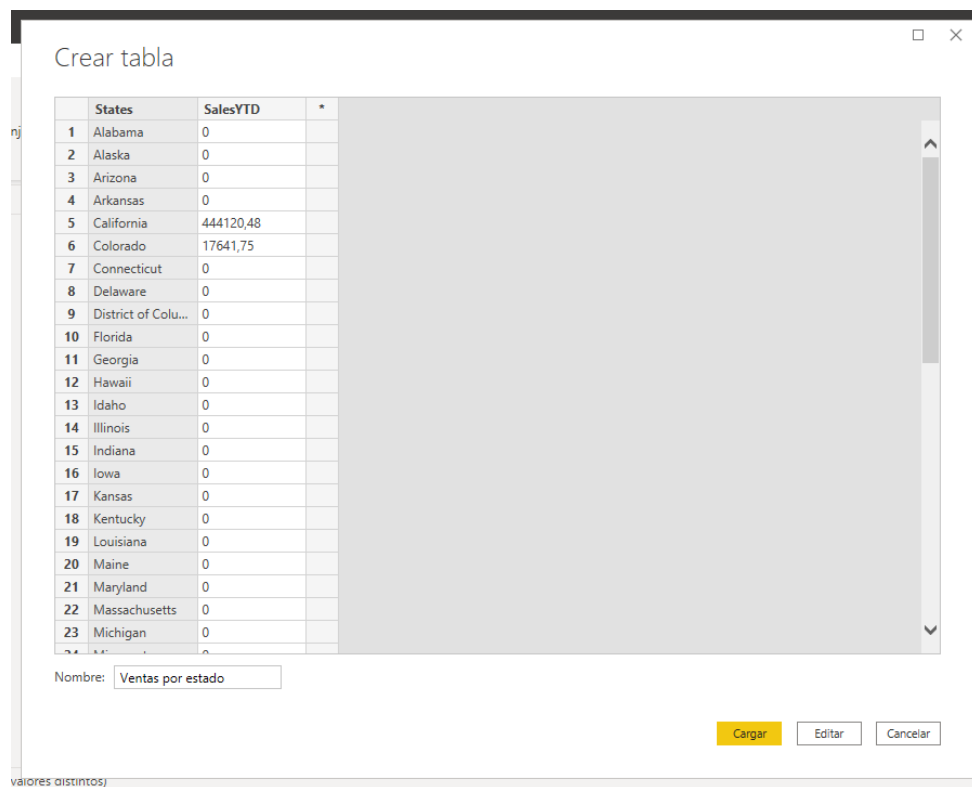 Crear tabla
States SalesYTD *
1 Alabama 0
2 Alaska 0
3 Arizona 0
4 Arkansas 0
5 California 444120,48
6 Colorado 17641,75
7 Connecticut 0
8 Delaware 0
9 District of Colu... 0
10 Florida 0
11 Georgia 0
12 Hawaii 0
13 Idaho 0
14 Illinois 0
15 Indiana 0
16 Iowa 0
17 Kansas 0
18 Kentucky 0
19 Louisiana 0
20 Maine 0
21 Maryland 0
22 Massachusetts 0
23 Michigan 0
Nombre: Ventas por estado
Cargar Editar Cancelar
valores distintos)